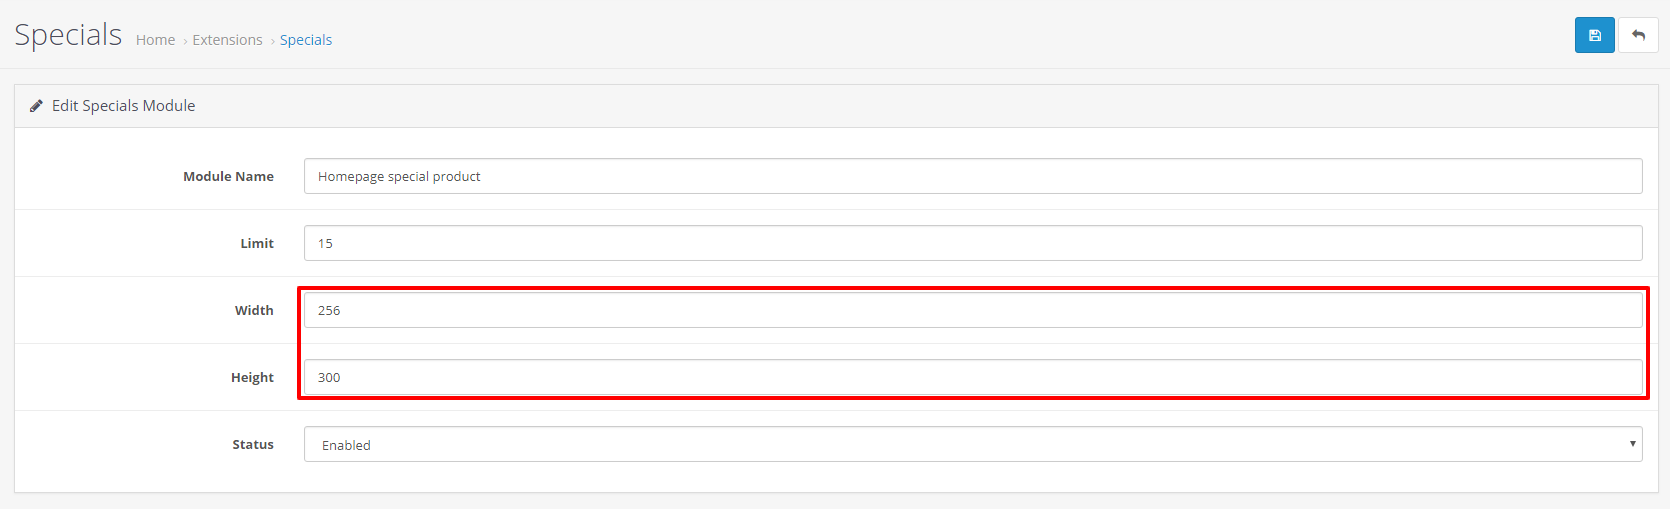 Specials Home › Extensions › Specials
Edit Specials Module
Module Name Homepage special product
Limit 15
Width 256
Height 300
Status Enabled